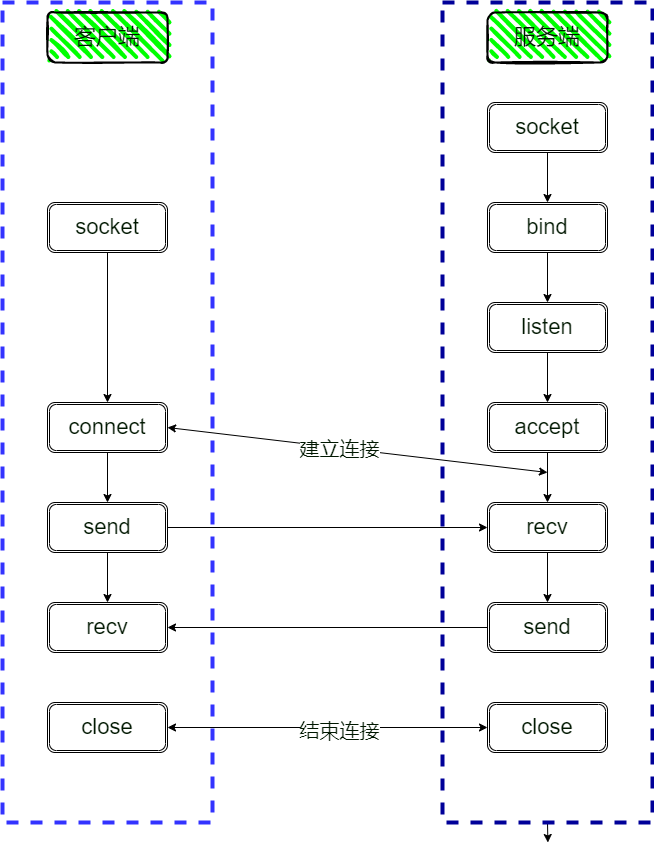 客户端
服务端
socket
socket
bind
listen
connect
accept
建立连接
send
recv
recv
send
close
结束连接
close